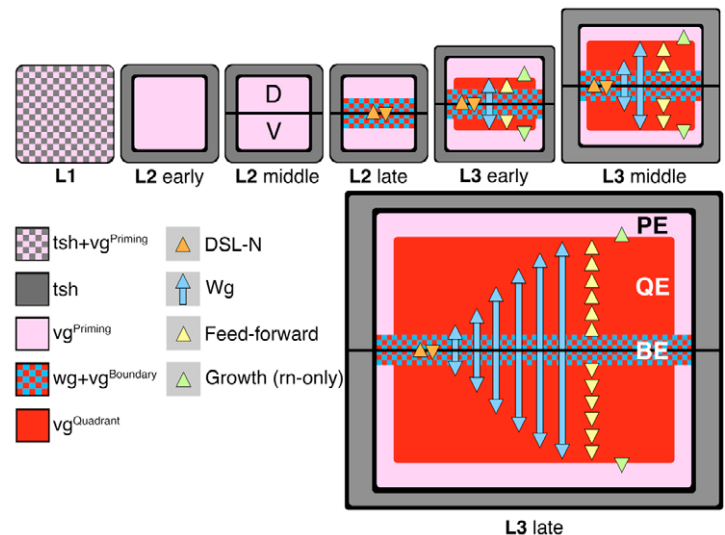 D
V
L1
L2 early
L2 middle
L2 late
L3 early
L3 middle
tsh+vgPriming
tsh
vgPriming
wg+vgBoundary
vgQuadrant
DSL-N
Wg
Feed-forward
Growth (rn-only)
PE
QE
BE
L3 late